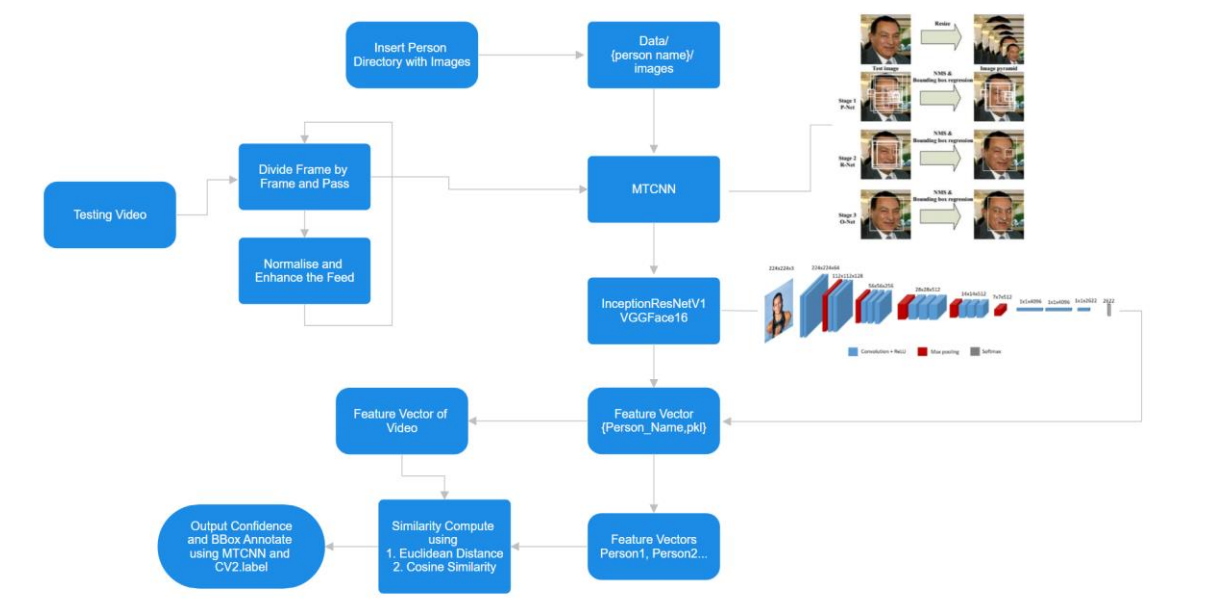 Insert Person
Directory with Images
Data/
{person name}/
images
Resize
Test image
Image pyramid
NMS &
Bounding box regression
Stage 1
P-Net
Divide Frame by
Frame and Pass
MTCNN
NMS &
Bounding box regression
Stage 2
R-Net
Testing Video
NMS &
Bounding box regression
Stage 3
O-Net
Normalise and
Enhance the Feed
InceptionResNetV1
VGGFace16
224x224x3
224x224x64
112x112x128
56x56x256
28x28x512
14x14x512
7x7x512
1x1x4096
1x1x4096
1x1x2622
2622
Convolution + ReLU
Max pooling
Softmax
Feature Vector of
Video
Feature Vector
{Person_Name,pkl}
Output Confidence
and BBox Annotate
using MTCNN and
CV2.label
Similarity Compute
using
1. Euclidean Distance
2. Cosine Similarity
Feature Vectors
Person1, Person2...